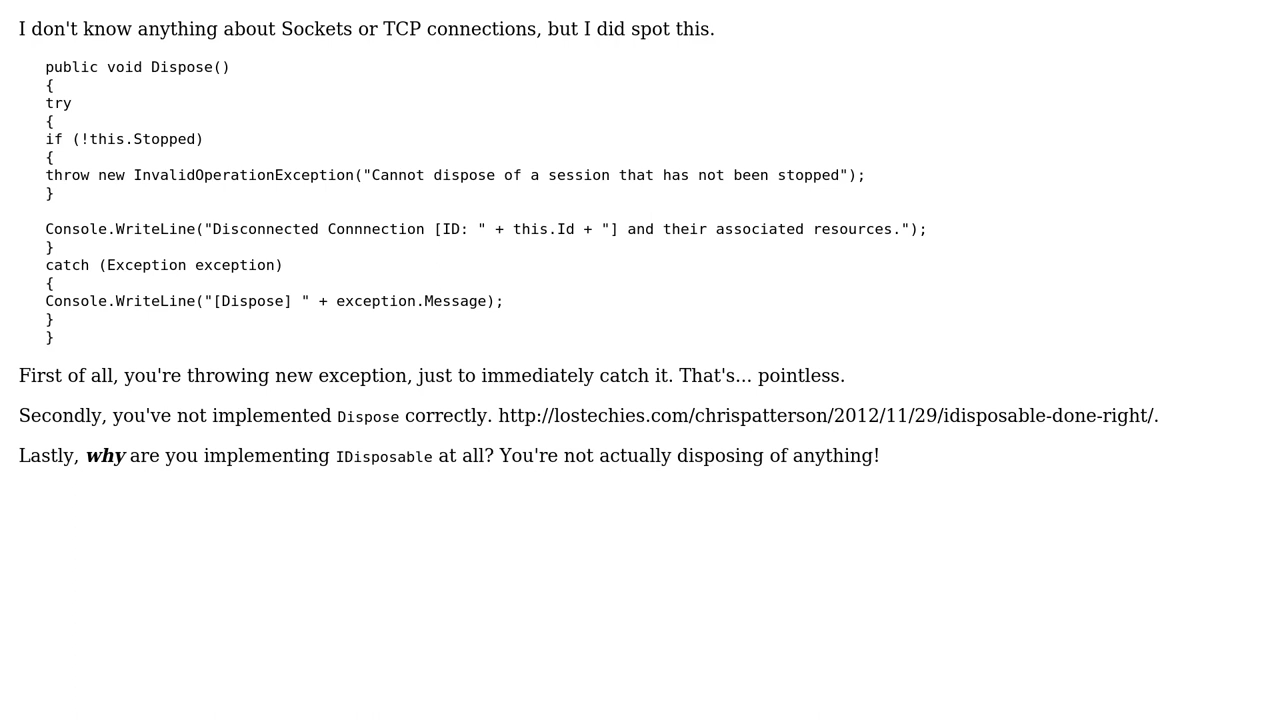 I don't know anything about Sockets or TCP connections, but I did spot this.
public void Dispose()
{
try
{
if (!this.Stopped)
{
throw new InvalidOperationException("Cannot dispose of a session that has not been stopped");
}
Console.WriteLine("Disconnected Connnection [ID: " + this.Id + "] and their associated resources.");
}
catch (Exception exception)
{
Console.WriteLine("[Dispose] " + exception.Message);
}
}
First of all, you're throwing new exception, just to immediately catch it. That's... pointless.
Secondly, you've not implemented Dispose correctly. http://lostechies.com/chrispatterson/2012/11/29/idisposable-done-right/.
Lastly, why are you implementing IDisposable at all? You're not actually disposing of anything!